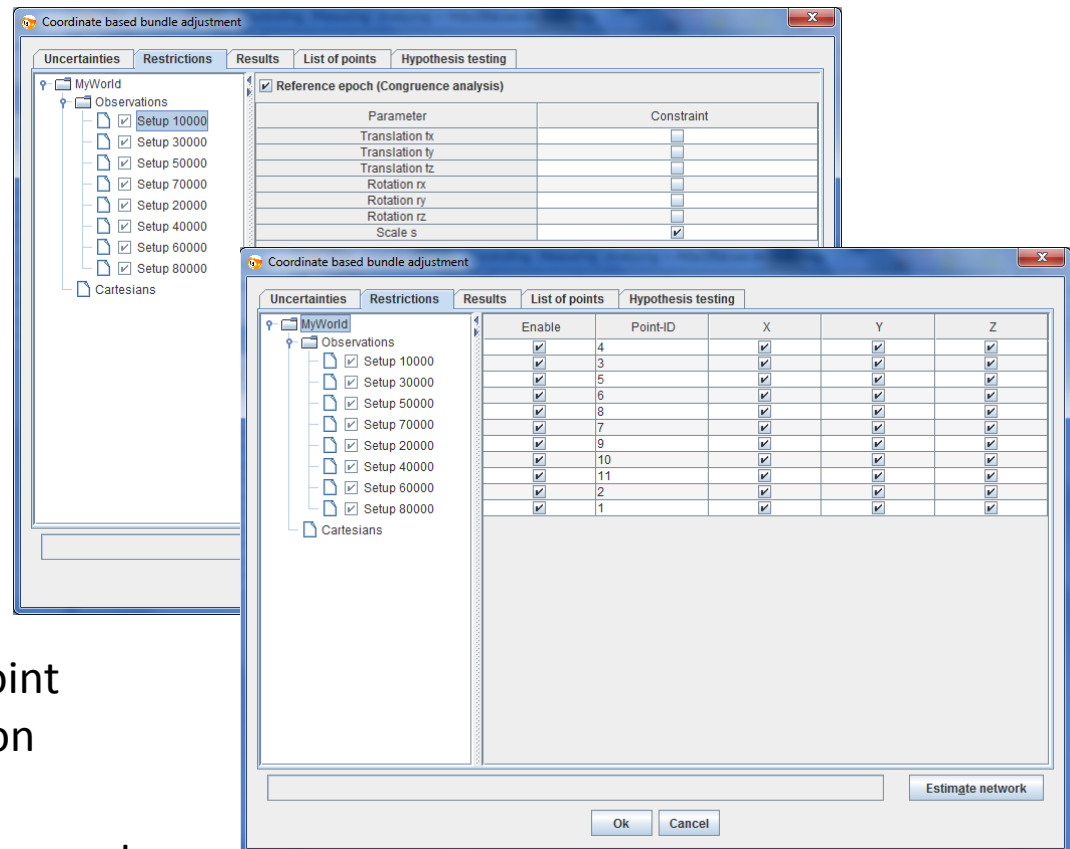 Coordinate based bundle adjustment
Uncertainties Restrictions Results List of points Hypothesis testing
MyWorld
Observations
Setup 10000
Setup 30000
Setup 50000
Setup 70000
Setup 20000
Setup 40000
Setup 60000
Setup 80000
Cartesians
Reference epoch (Congruence analysis)
Parameter Constraint
Translation tx
Translation ty
Translation tz
Rotation rx
Rotation ry
Rotation rz
Scale s
Coordinate based bundle adjustment
Uncertainties Restrictions Results List of points Hypothesis testing
MyWorld
Observations
Setup 10000
Setup 30000
Setup 50000
Setup 70000
Setup 20000
Setup 40000
Setup 60000
Setup 80000
Cartesians
Enable Point-ID X Y Z
4
3
5
6
8
7
9
10
11
2
1
Estimate network
Ok Cancel
oint
on